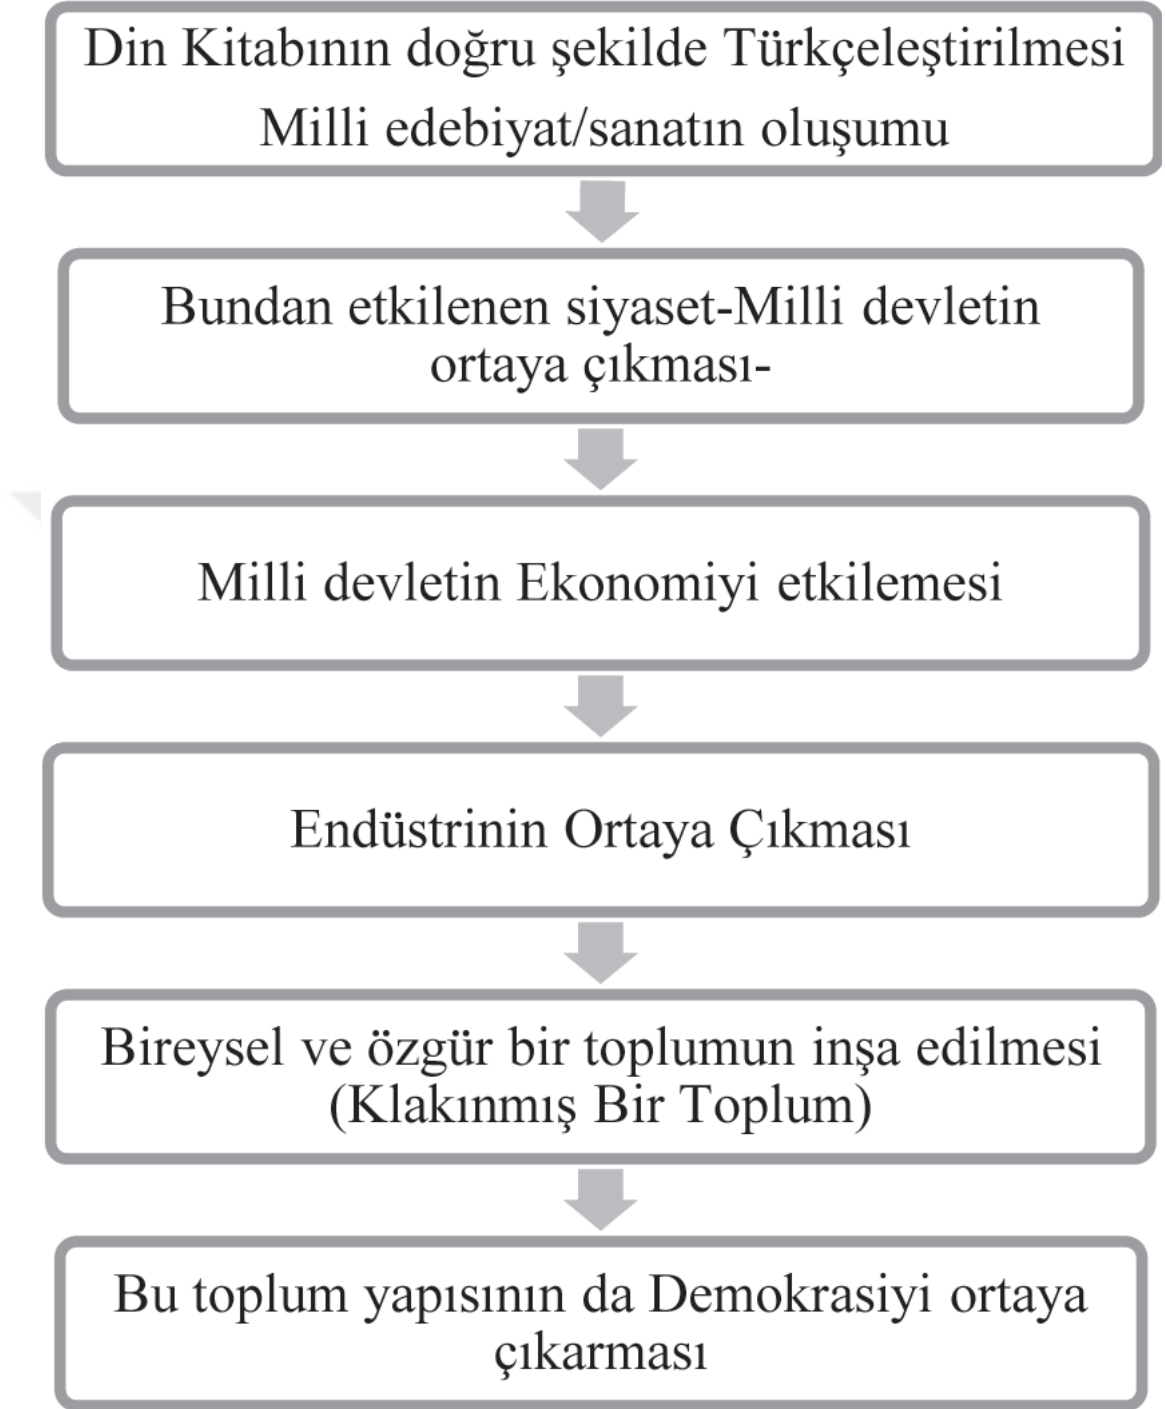 Din Kitabının doğru şekilde Türkçeleştirilmesi
Milli edebiyat/sanatın oluşumu
Bundan etkilenen siyaset-Milli devletin
ortaya çıkması-
Milli devletin Ekonomiyi etkilemesi
Endüstrinin Ortaya Çıkması
Bireysel ve özgür bir toplumun inşa edilmesi
(Klakınmış Bir Toplum)
Bu toplum yapısının da Demokrasiyi ortaya
çıkarması